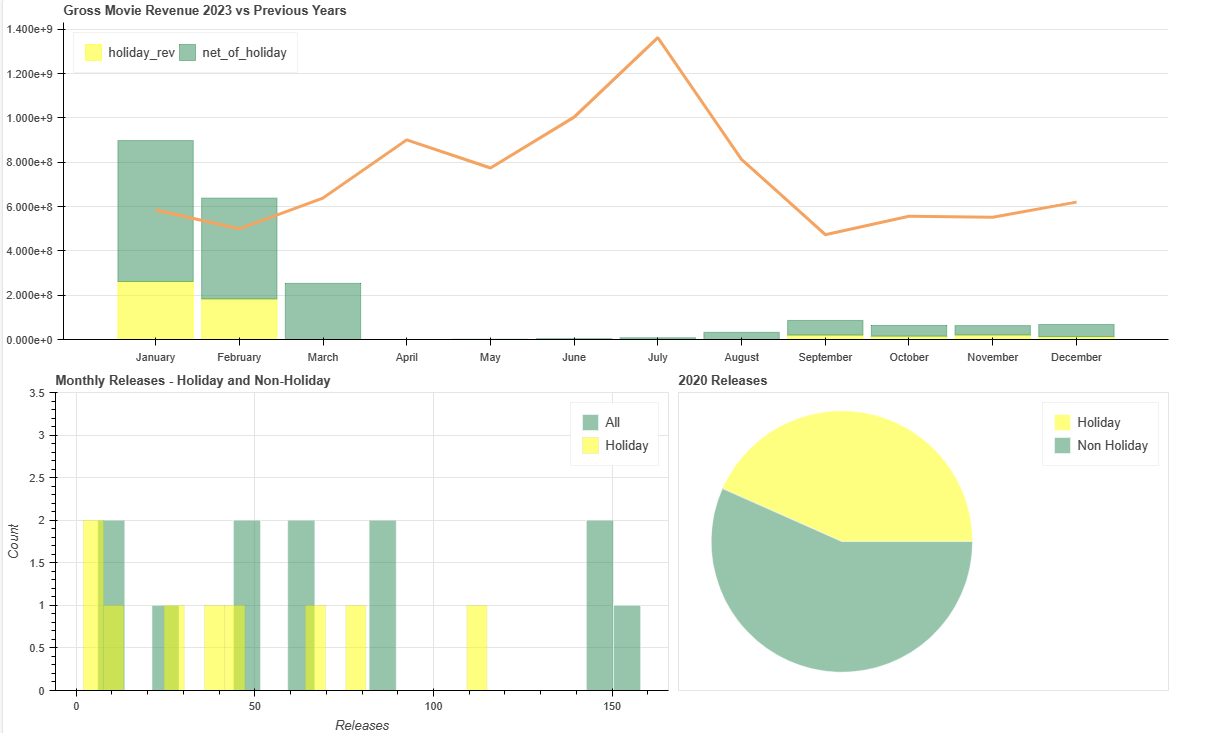 Gross Movie Revenue 2023 vs Previous Years
1.400e+9
holiday_rev net_of_holiday
1.200e+9
1.000e+9
8.000e+8
6.000e+8
4.000e+8
2.000e+8
0.000e+0
January February March April May June July August September October November December
Monthly Releases - Holiday and Non-Holiday
3.5
All
Holiday
3
2.5
2
Count
1.5
1
0.5
0
0 50 100 150
Releases
2020 Releases
Holiday
Non Holiday